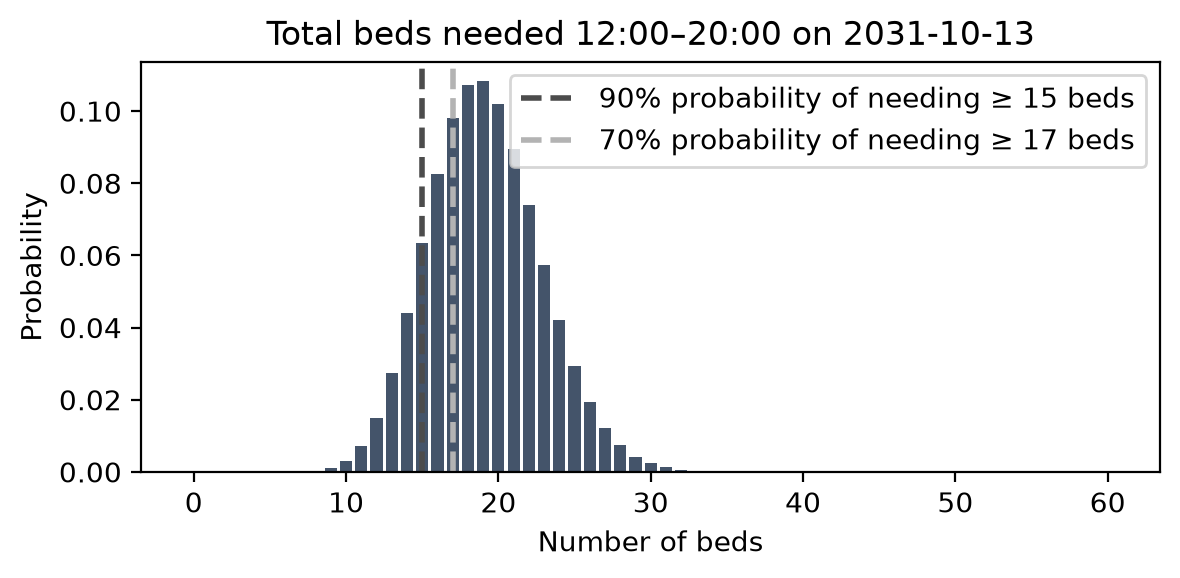 Total beds needed 12:00–20:00 on 2031-10-13
90% probability of needing ≥ 15 beds
70% probability of needing ≥ 17 beds
Probability
0.10
0.08
0.06
0.04
0.02
0.00
0 10 20 30 40 50 60
Number of beds